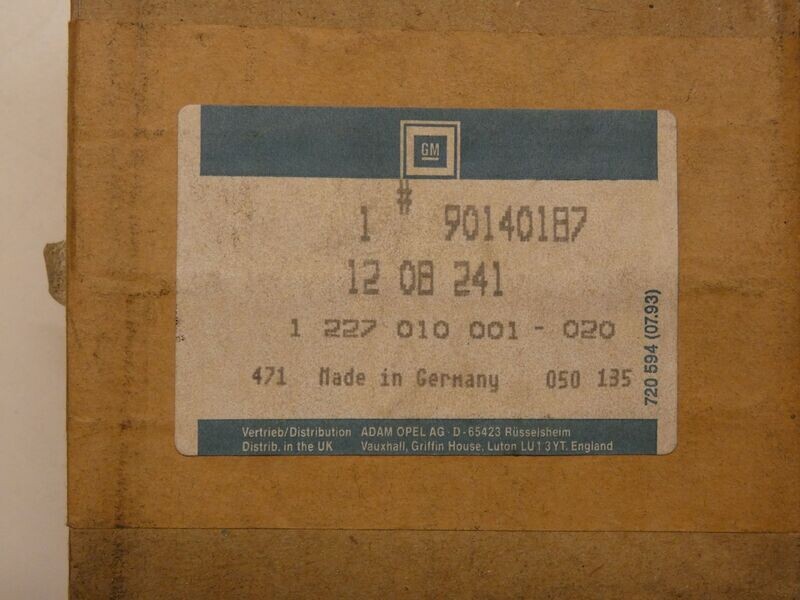 GM
#
1 90140187
12 08 241
1 227 010 001 - 020
471 Made in Germany 050 135
720 594 (07.93)
Vertrieb/Distribution ADAM OPEL AG · D-65423 Rüsselsheim
Distrib. in the UK Vauxhall, Griffin House, Luton LU1 3YT. England